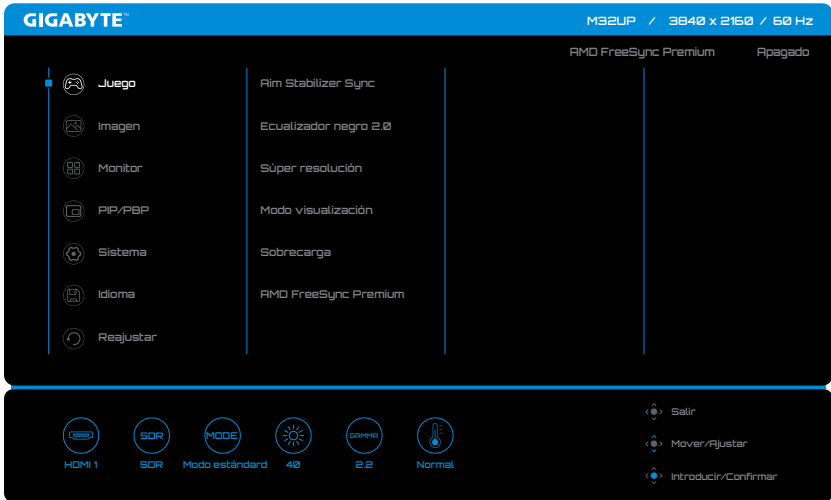 GIGABYTE™
M32UP / 3840 x 2160 / 60 Hz
AMD FreeSync Premium Apagado
Juego
Imagen
Monitor
PIP/PBP
Sistema
Idioma
Reajustar
Aim Stabilizer Sync
Ecualizador negro 2.0
Súper resolución
Modo visualización
Sobrecarga
AMD FreeSync Premium
SDR
MODE
GAMMA
HDMI 1
SDR
Modo estándard
40
2.2
Normal
Salir
Mover/Ajustar
Introducir/Confirmar